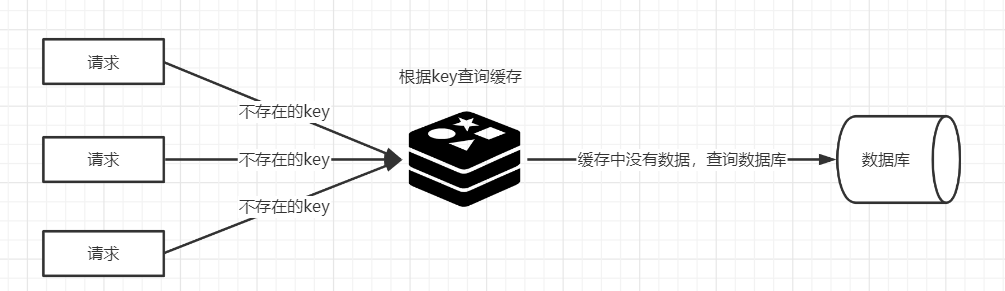 请求
不存在的key
根据key查询缓存
请求
不存在的key
缓存中没有数据，查询数据库
数据库
不存在的key
请求